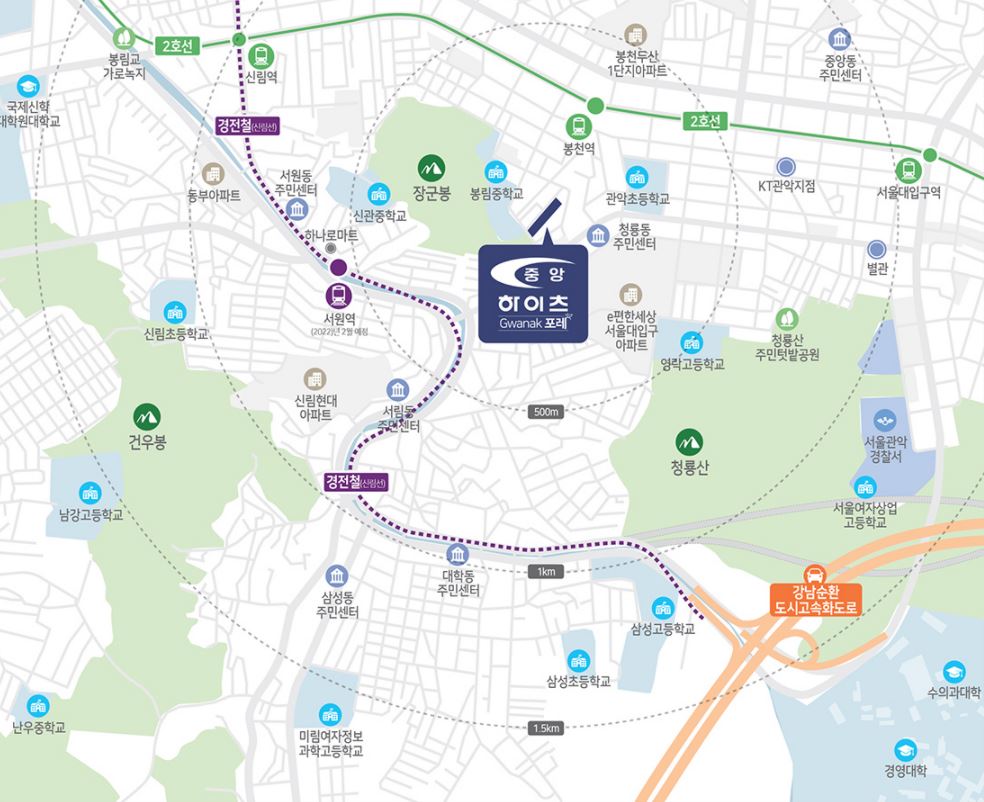 봉천두산
1단지아파트
중앙동
주민센터
봉림교
가로녹지
2호선
신림역
국제신학
대학원대학교
경전철(신림선)
2호선
봉천역
KT관악지점
서울대입구역
동부아파트
서원동
주민센터
신관중학교
장군봉
봉림중학교
관악초등학교
하나로마트
청룡동
주민센터
별관
중앙
하이츠
Gwanak 포레
서원역
(2022년 2월 예정)
신림초등학교
e편한세상
서울대입구
아파트
영락고등학교
청룡산
주민텃밭공원
신림현대
아파트
서림동
주민센터
500m
건우봉
청룡산
서울관악
경찰서
경전철(신림선)
남강고등학교
서울여자상업
고등학교
대학동
주민센터
1km
삼성동
주민센터
강남순환
도시고속화도로
삼성고등학교
삼성초등학교
수의과대학
난우중학교
미림여자정보
과학고등학교
1.5km
경영대학